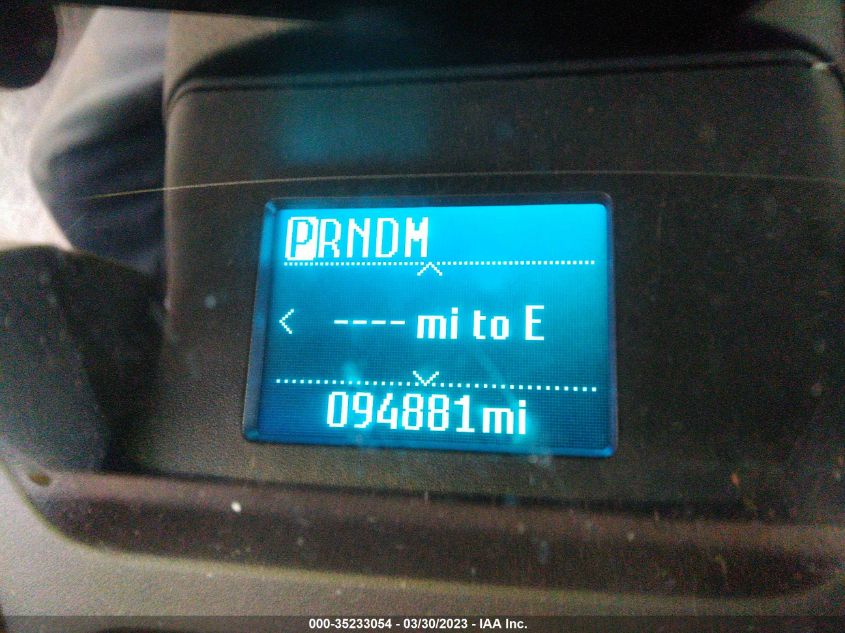 PRNDM
---- mi to E
094881mi
000-35233054 - 03/30/2023 - IAA Inc.